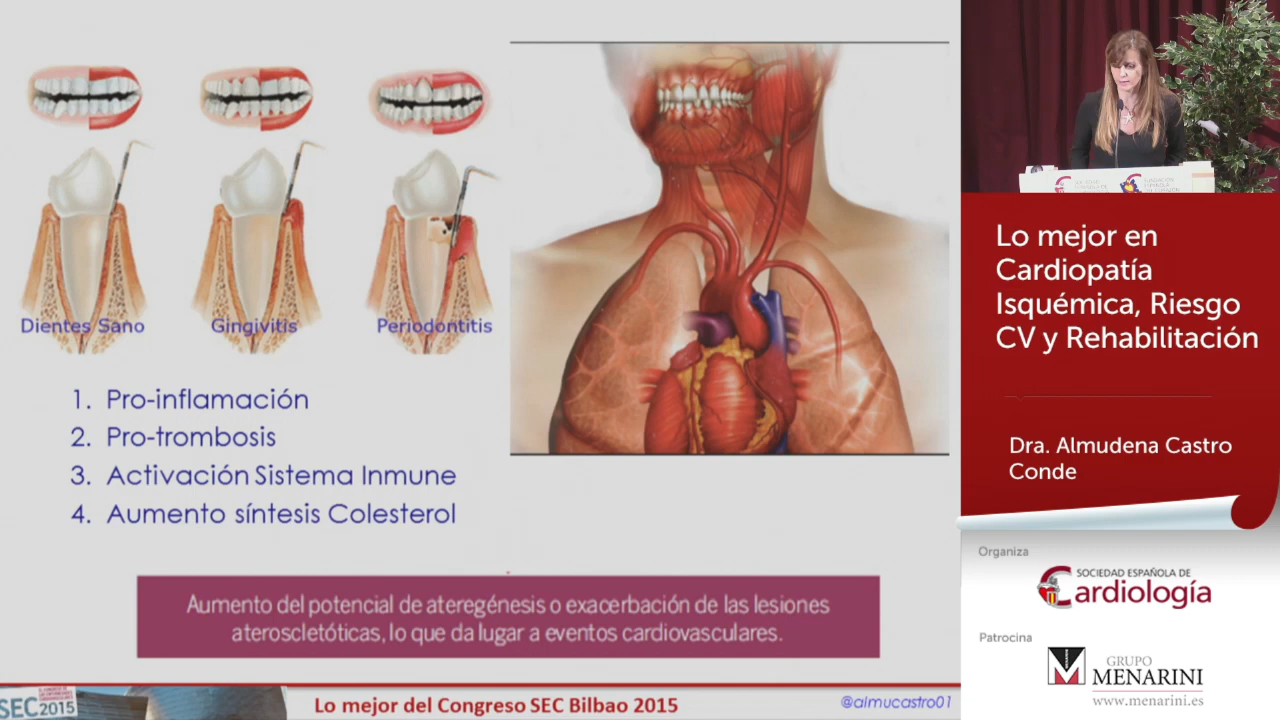 Dientes Sano
Gingivitis
Periodontitis
1. Pro-inflamación
2. Pro-trombosis
3. Activación Sistema Inmune
4. Aumento síntesis Colesterol
Aumento del potencial de ateregénesis o exacerbación de las lesiones
ateroscletóticas, lo que da lugar a eventos cardiovasculares.
SEC 2015
Lo mejor del Congreso SEC Bilbao 2015
@almucastro01
Lo mejor en
Cardiopatía
Isquémica, Riesgo
CV y Rehabilitación
Dra. Almudena Castro
Conde
Organiza
SOCIEDAD ESPAÑOLA DE
Cardiología
Patrocina
GRUPO
MENARINI
www.menarini.es